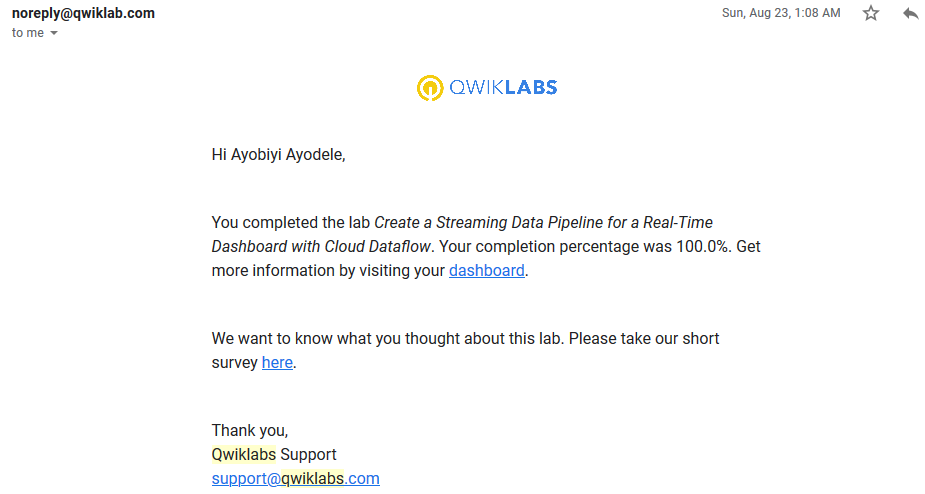 noreply@qwiklab.com
Sun, Aug 23, 1:08 AM
to me
QWIKLABS
Hi Ayobiyi Ayodele,
You completed the lab Create a Streaming Data Pipeline for a Real-Time
Dashboard with Cloud Dataflow. Your completion percentage was 100.0%. Get
more information by visiting your dashboard.
We want to know what you thought about this lab. Please take our short
survey here.
Thank you,
Qwiklabs Support
support@qwiklabs.com